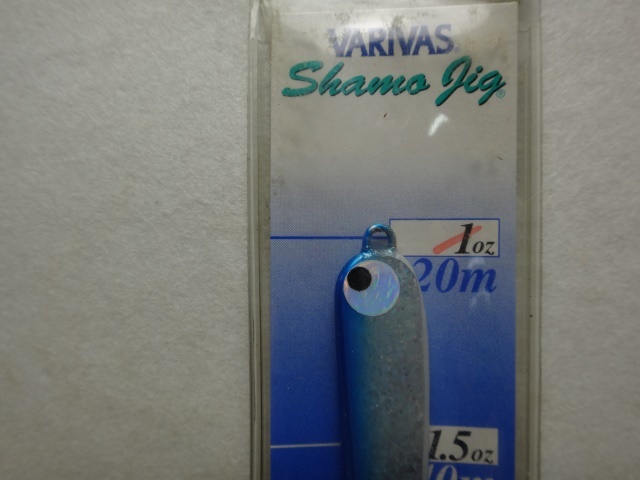 VARIVAS
Shamo Jig®
1oz
20m
1.5oz